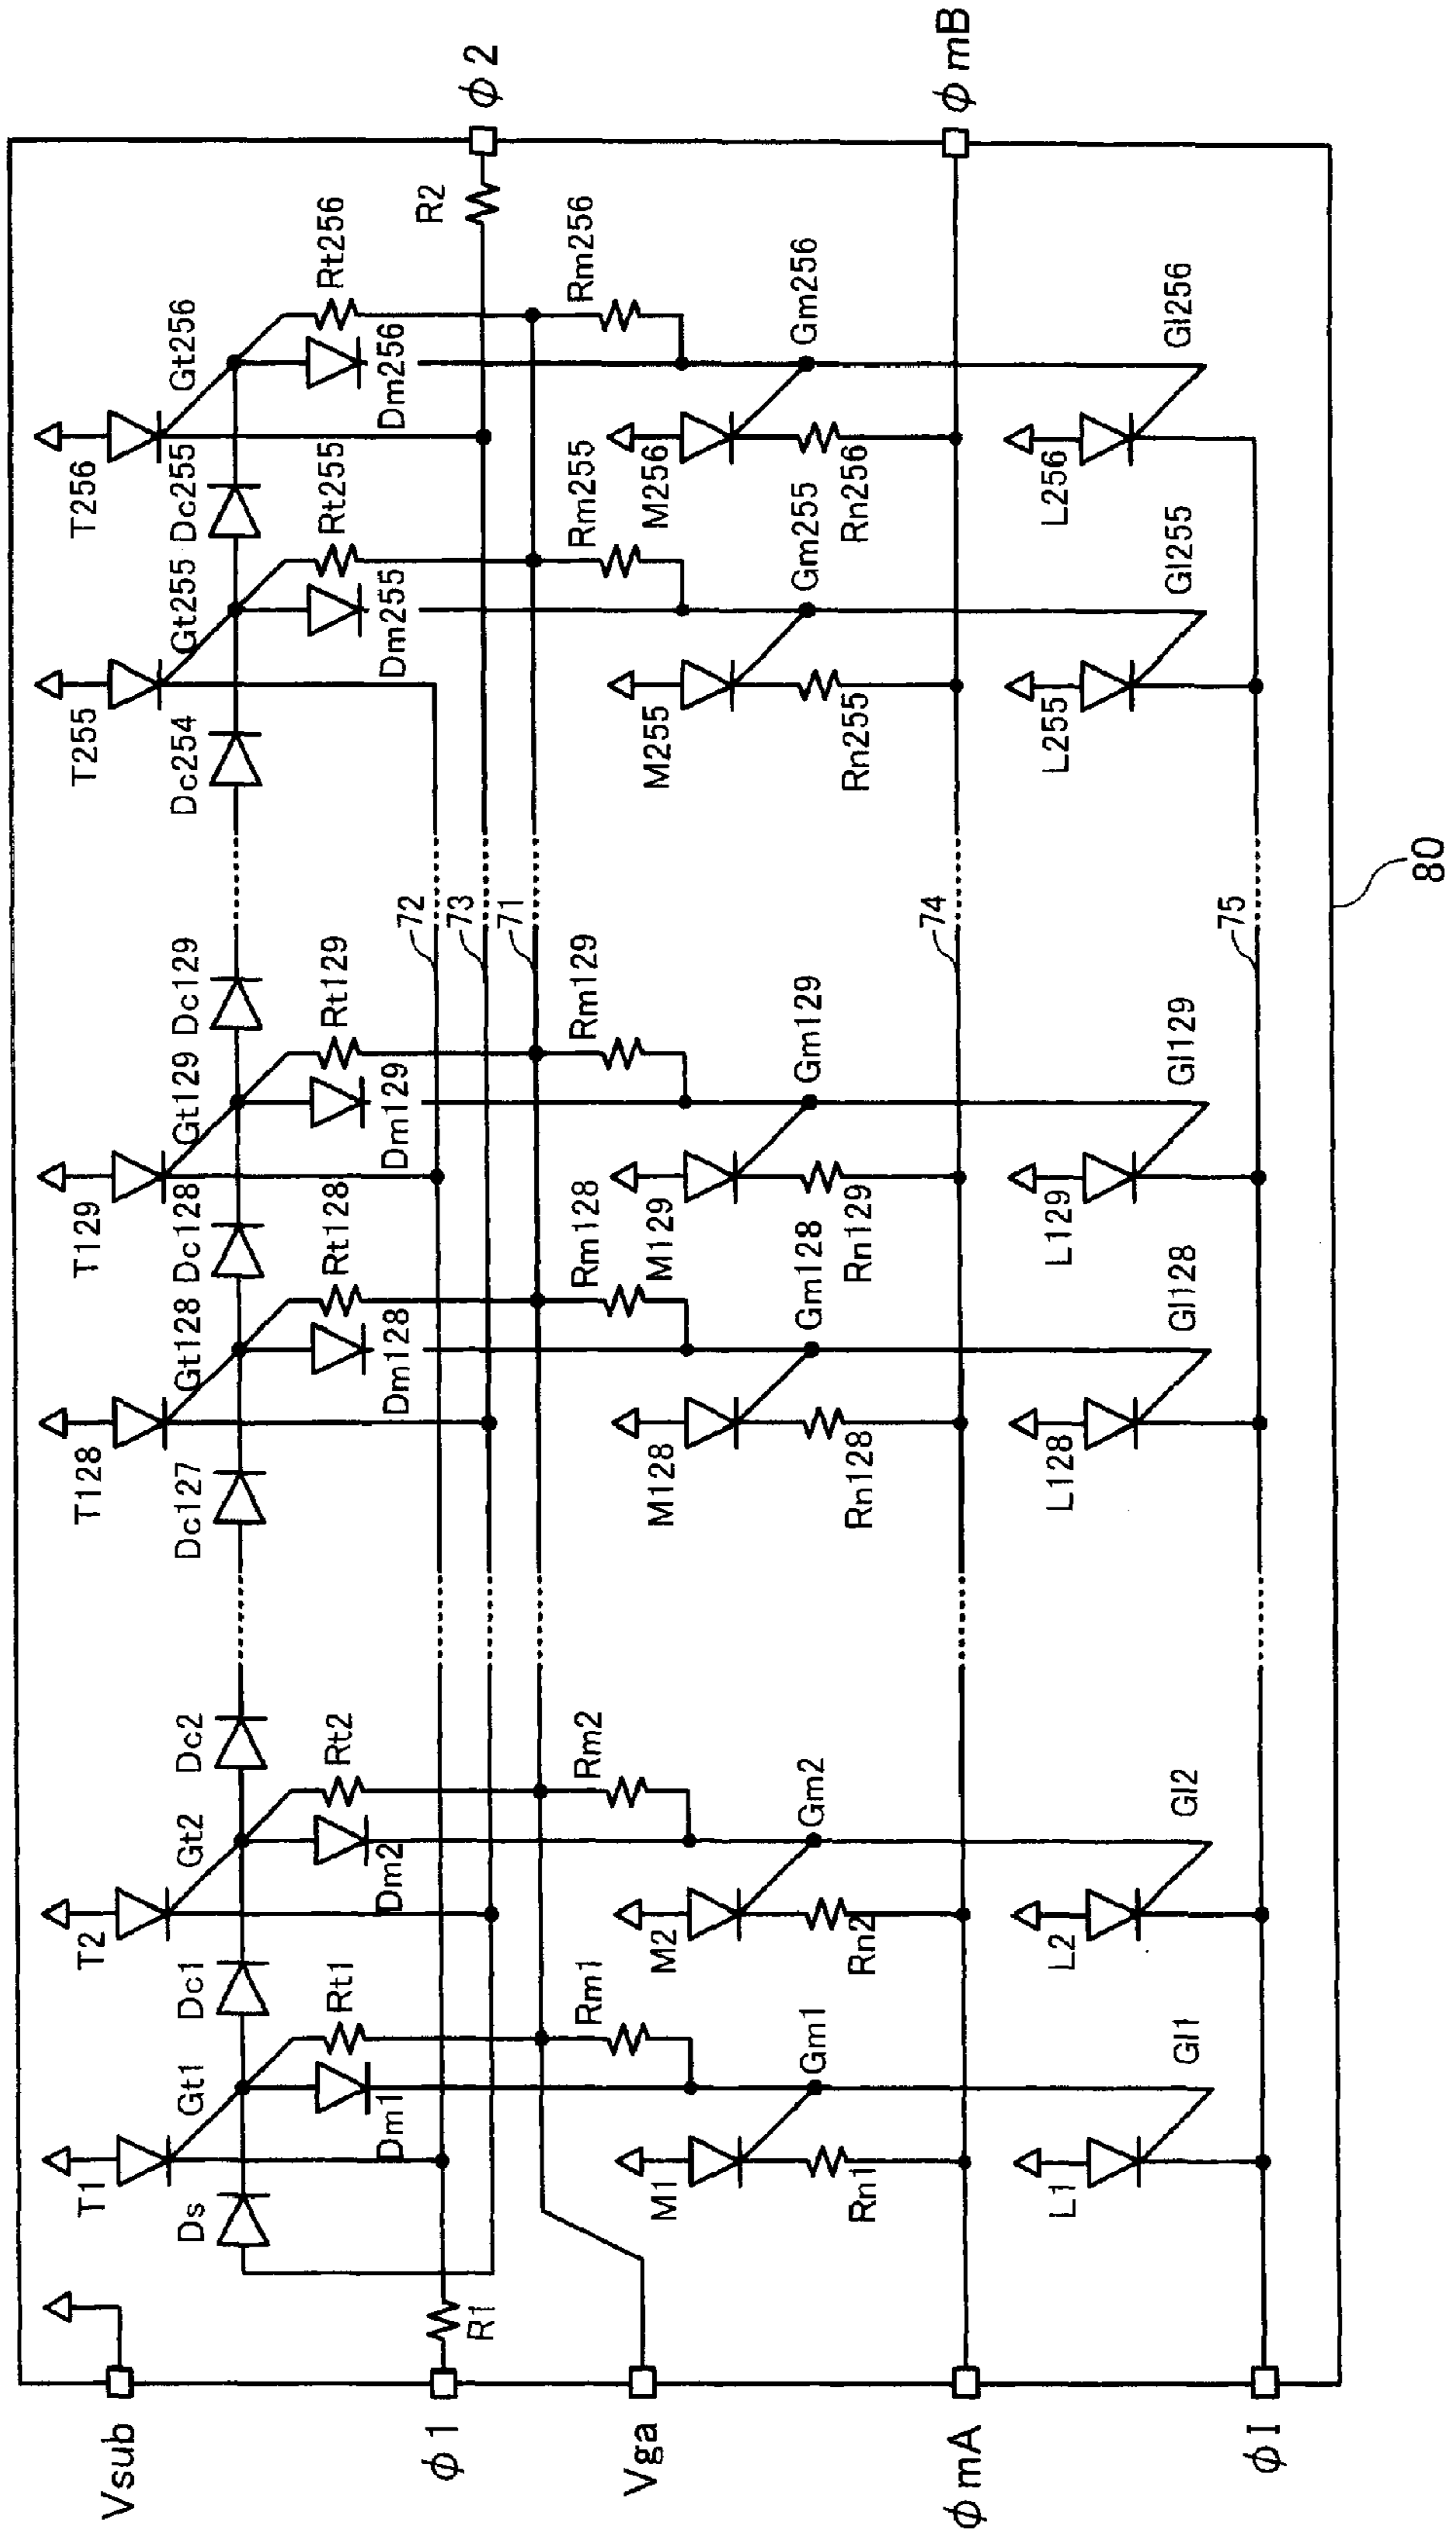 Vsub
φ1
Vga
φmA
φI
φ2
φmB
R1
R2
T1
T2
T128
T129
T255
T256
Ds
Gt1
Dc1
Gt2
Dc2
Dc127
Gt128
Dc128
Gt129
Dc129
Dc254
Gt255
Dc255
Gt256
Rt1
Rt2
Rt128
Rt129
Rt255
Rt256
Dm1
Dm2
Dm128
Dm129
Dm255
Dm256
72
73
71
Rm1
Rm2
Rm128
Rm129
Rm255
Rm256
M1
M2
M128
M129
M255
M256
Gm1
Gm2
Gm128
Gm129
Gm255
Gm256
Rn1
Rn2
Rn128
Rn129
Rn255
Rn256
74
L1
L2
L128
L129
L255
L256
Gl1
Gl2
Gl128
Gl129
Gl255
Gl256
75
80